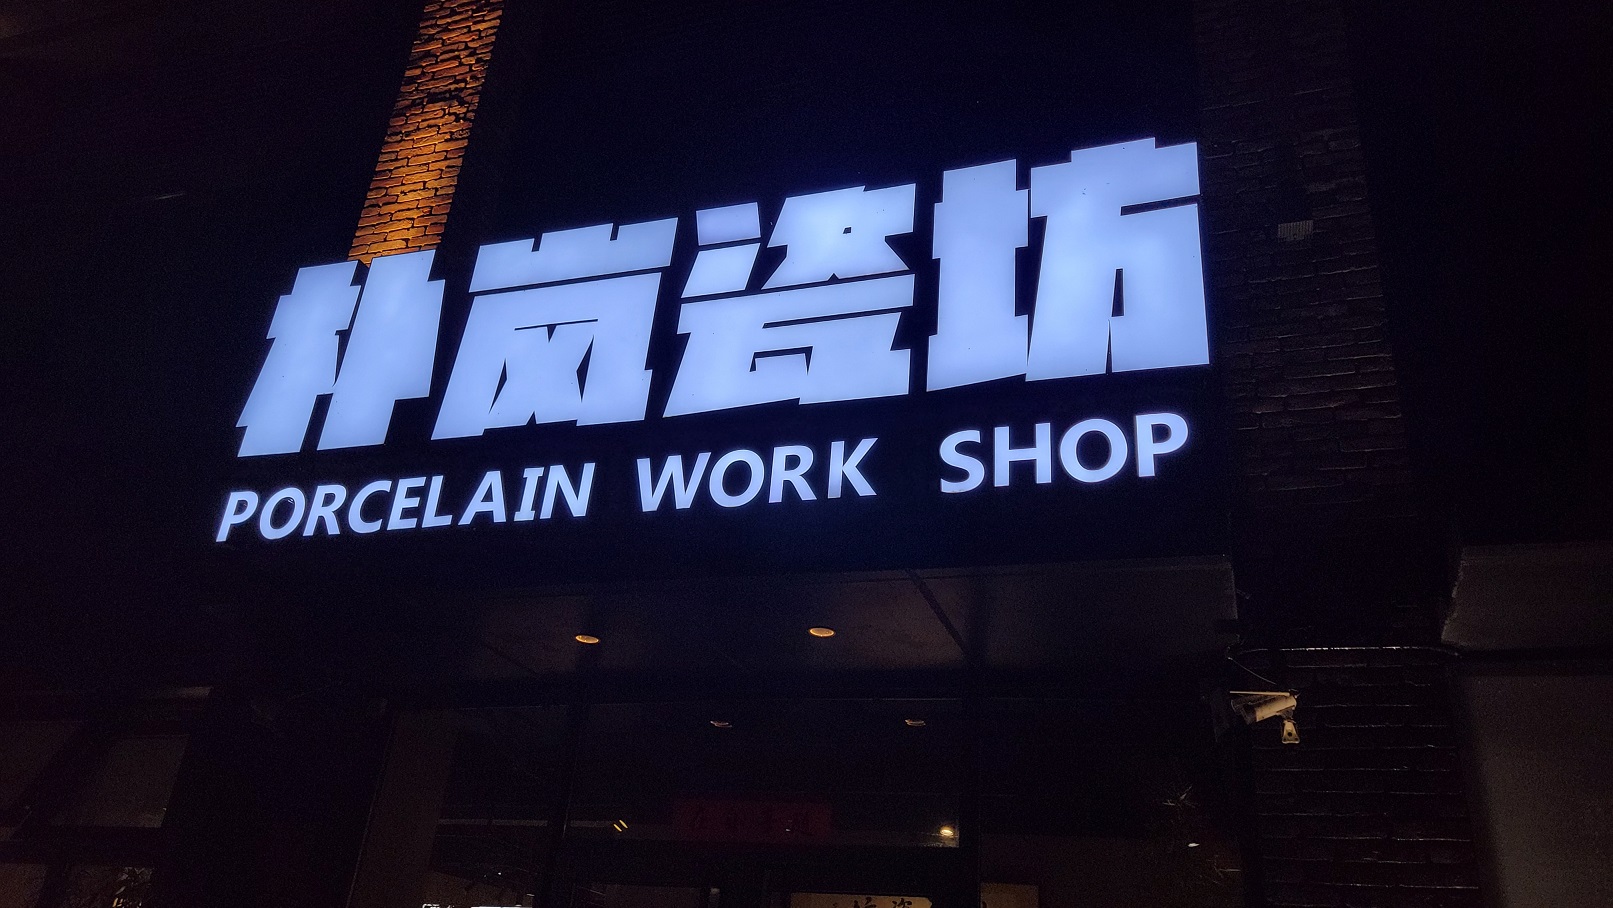 朴岚瓷坊
PORCELAIN WORK SHOP